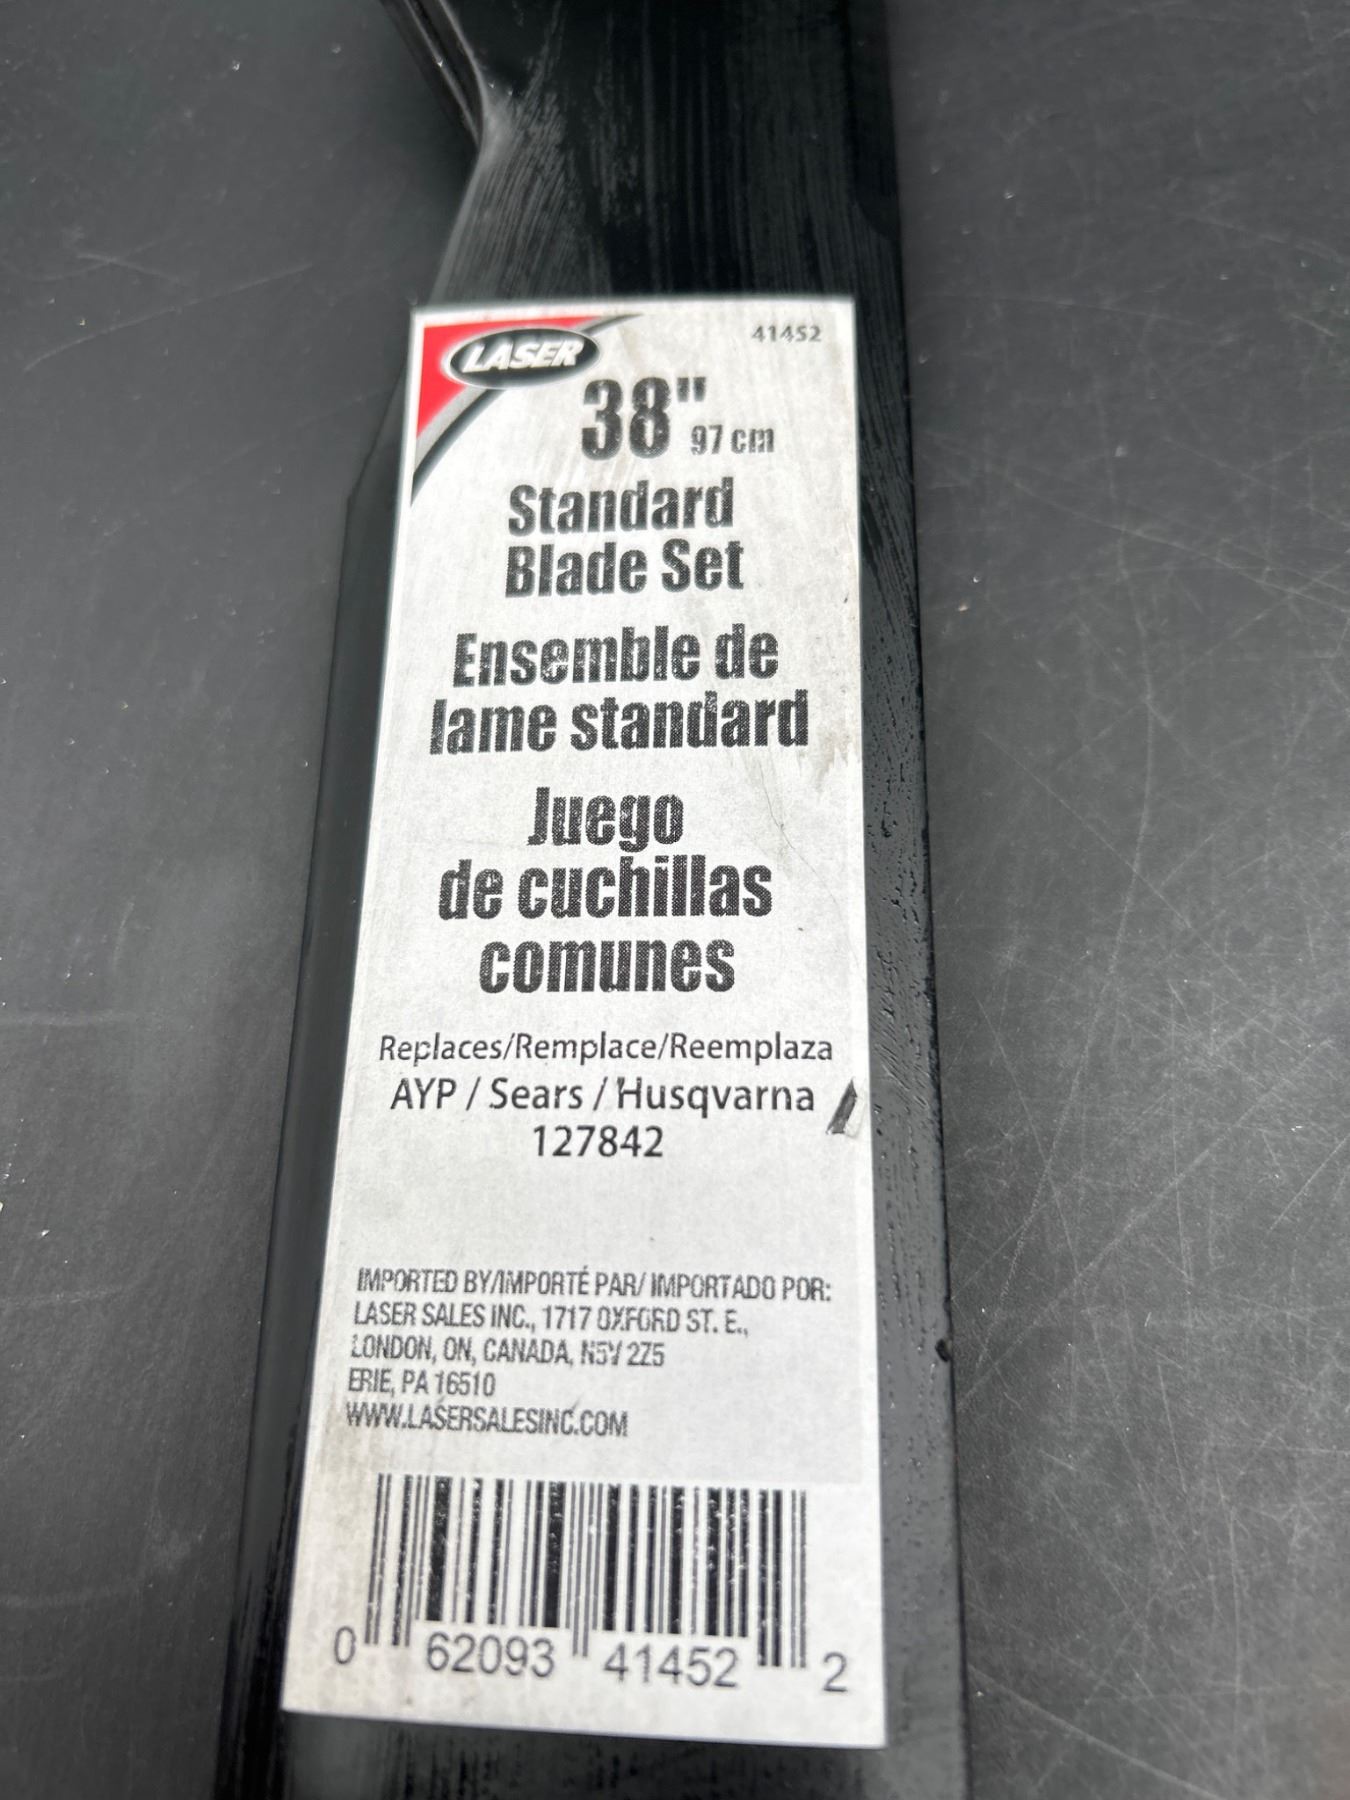 LASER
41452
38"
97 cm
Standard
Blade Set
Ensemble de
lame standard
Juego
de cuchillas
comunes
Replaces/Remplace/Reemplaza
AYP / Sears / Husqvarna
127842
IMPORTED BY/IMPORTÉ PAR/ IMPORTADO POR:
LASER SALES INC., 1717 OXFORD ST. E.,
LONDON, ON, CANADA, N5V 2Z5
ERIE, PA 16510
WWW.LASERSALESINC.COM
0 62093 41452 2